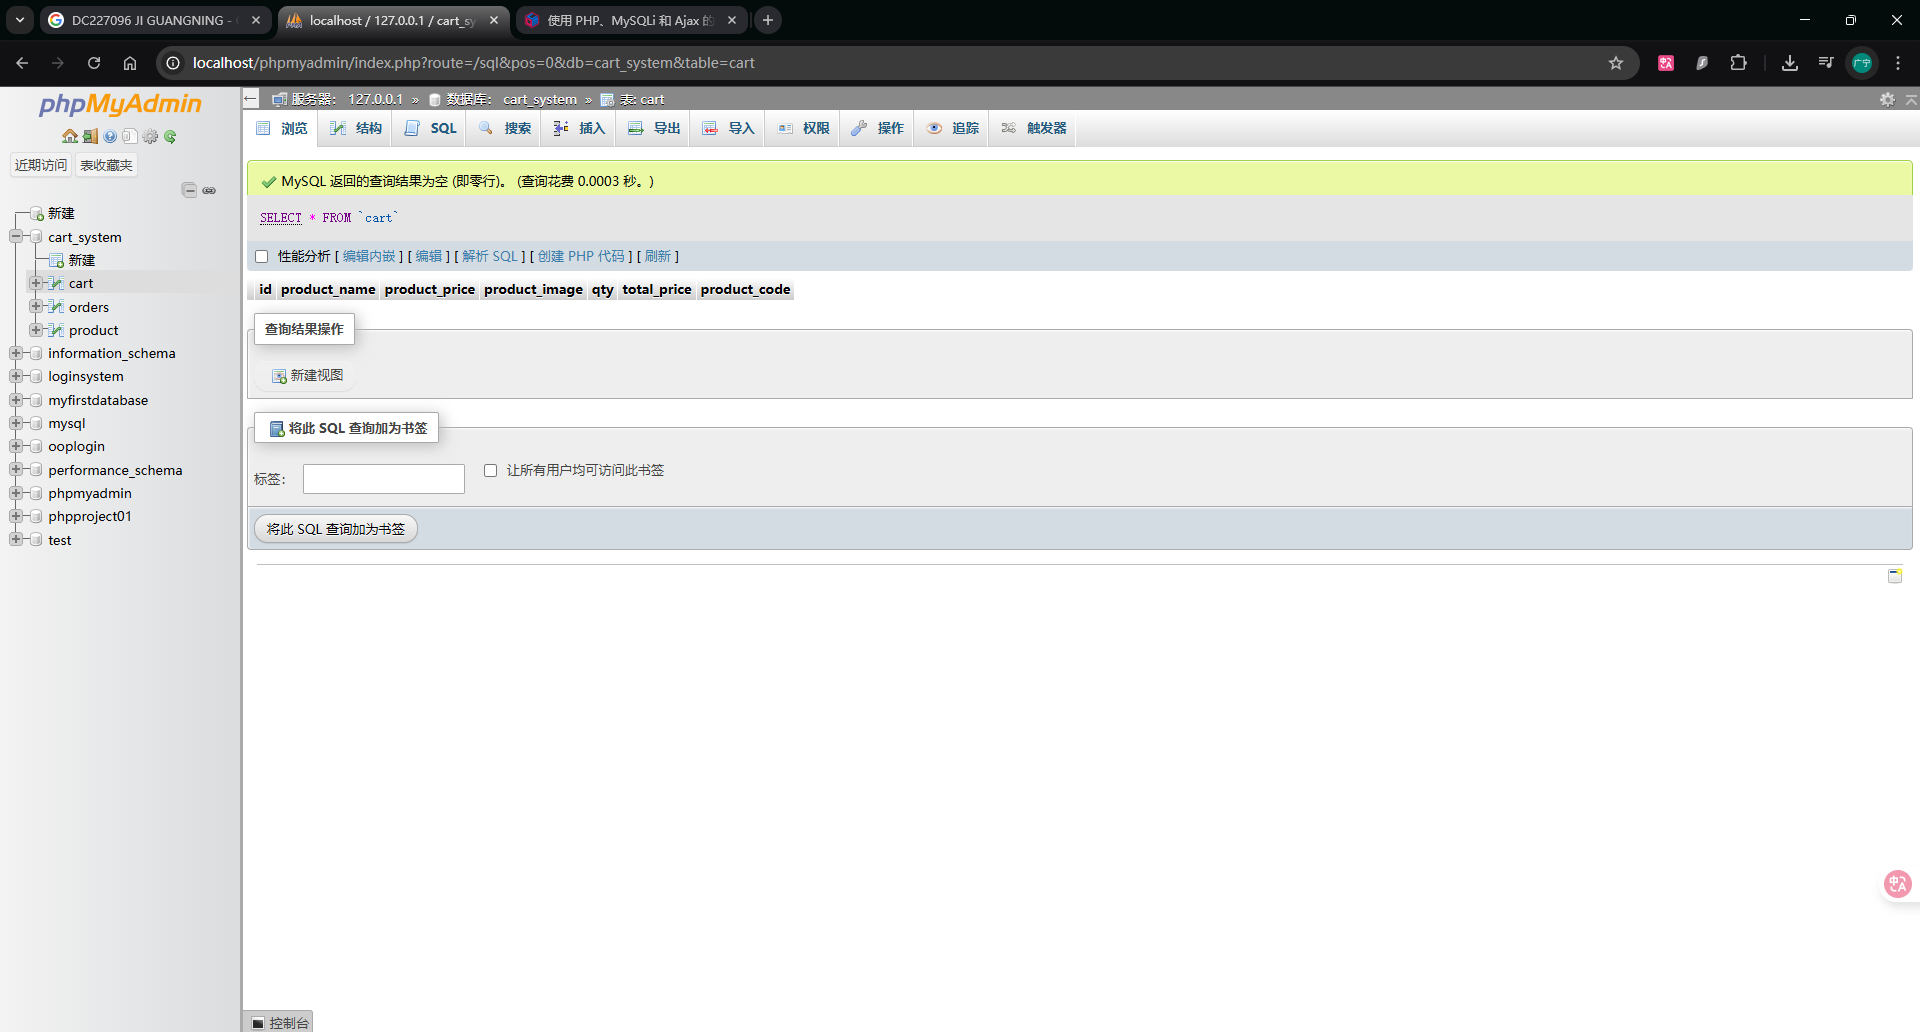 DC227096 JI GUANGNING -
localhost / 127.0.0.1 / cart_sy
使用 PHP、MySQLi 和 Ajax 的
localhost/phpmyadmin/index.php?route=/sql&pos=0&db=cart_system&table=cart
广宁
phpMyAdmin
近期访问
表收藏夹
新建
cart_system
新建
cart
orders
product
information_schema
loginsystem
myfirstdatabase
mysql
ooplogin
performance_schema
phpmyadmin
phpproject01
test
服务器: 127.0.0.1 » 数据库: cart_system » 表: cart
浏览
结构
SQL
搜索
插入
导出
导入
权限
操作
追踪
触发器
MySQL 返回的查询结果为空 (即零行)。 (查询花费 0.0003 秒。)
SELECT * FROM `cart`
性能分析 [ 编辑内嵌 ] [ 编辑 ] [ 解析 SQL ] [ 创建 PHP 代码 ] [ 刷新 ]
id product_name product_price product_image qty total_price product_code
查询结果操作
新建视图
将此 SQL 查询加为书签
标签:
让所有用户均可访问此书签
将此 SQL 查询加为书签
控制台